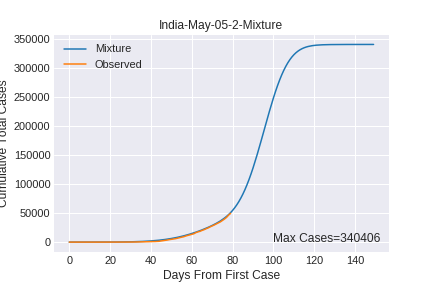 India-May-05-2-Mixture
350000
300000
250000
200000
150000
100000
50000
0
Mixture
Observed
Cumulative Total Cases
Max Cases=340406
0 20 40 60 80 100 120 140
Days From First Case